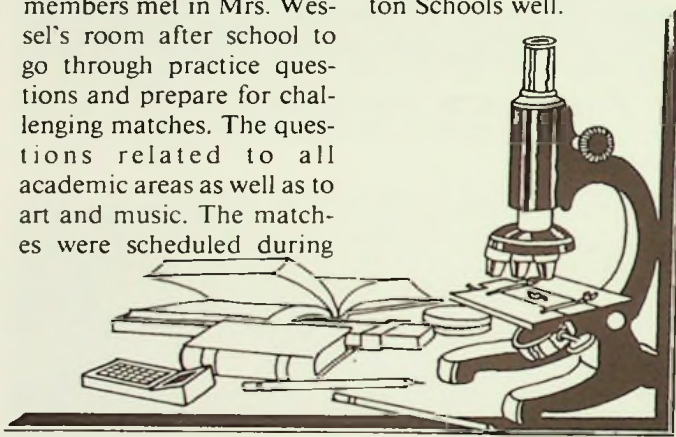 members met in Mrs. Wes-
sel's room after school to
go through practice ques-
tions and prepare for chal-
lenging matches. The ques-
tions related to all
academic areas as well as to
art and music. The match-
es were scheduled during
ton Schools well.